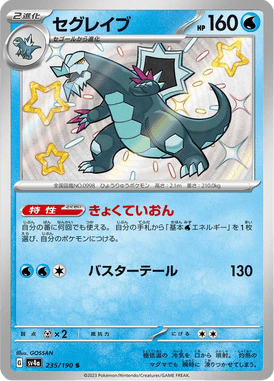 2進化
セグレイブ
HP160
セゴールから進化
全国図鑑NO.0998 ひょうりゅうポケモン 高さ:2.1m 重さ:210.0kg
特性 きょくていおん
自分の番に何回でも使える。自分の手札から「基本エネルギー」を1枚選び、自分のポケモンにつける。
バスターテール 130
弱点 ×2 抵抗力 にげる
illus. GOSSAN
G SV4a 235/190 S
©2023 Pokémon/Nintendo/Creatures/GAME FREAK.